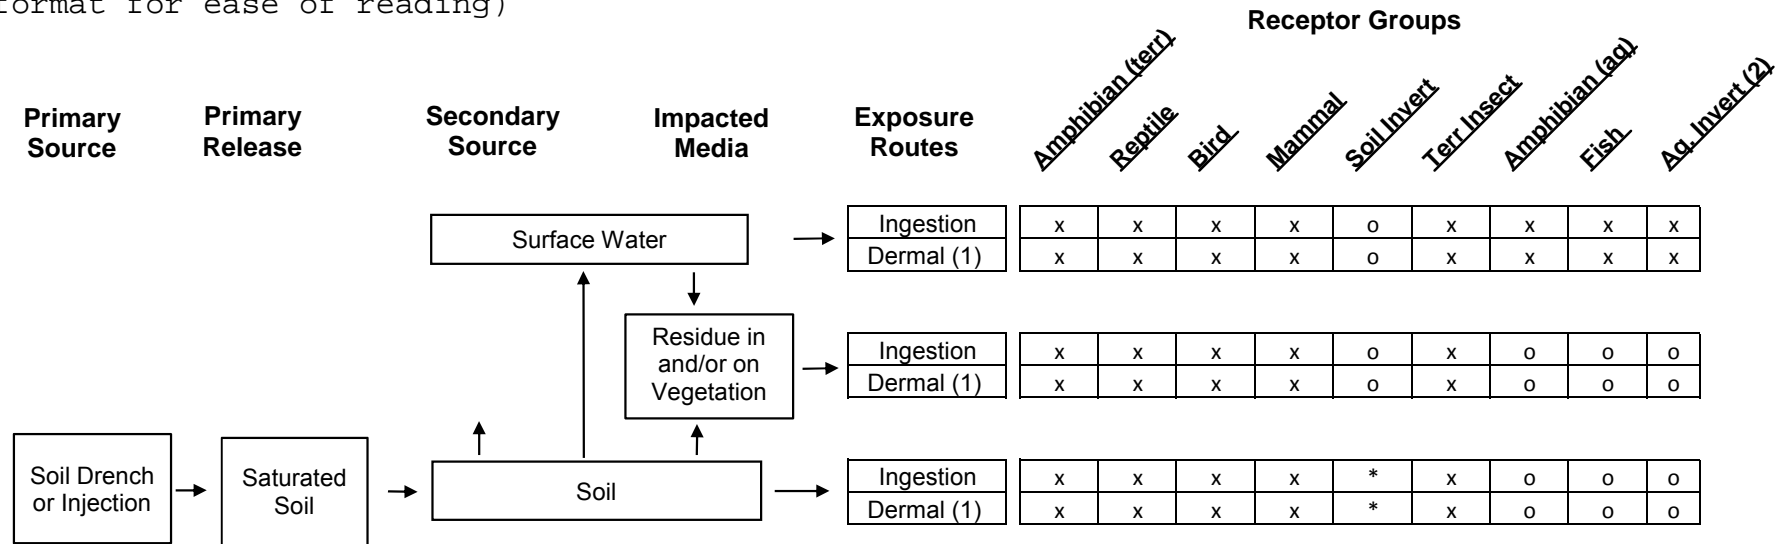 format for ease of reading)
Receptor Groups
Primary Source
Primary Release
Secondary Source
Impacted Media
Exposure Routes
Amphibian (terr)
Reptile
Bird
Mammal
Soil Invert
Terr Insect
Amphibian (aq)
Fish
Aq. Invert (2)
Surface Water
Ingestion x x x x o x x x x
Dermal (1) x x x x o x x x x
Residue in
and/or on
Vegetation
Ingestion x x x x o x o o o
Dermal (1) x x x x o x o o o
Soil Drench
or Injection
Saturated
Soil
Soil
Ingestion x x x x * x o o o
Dermal (1) x x x x * x o o o